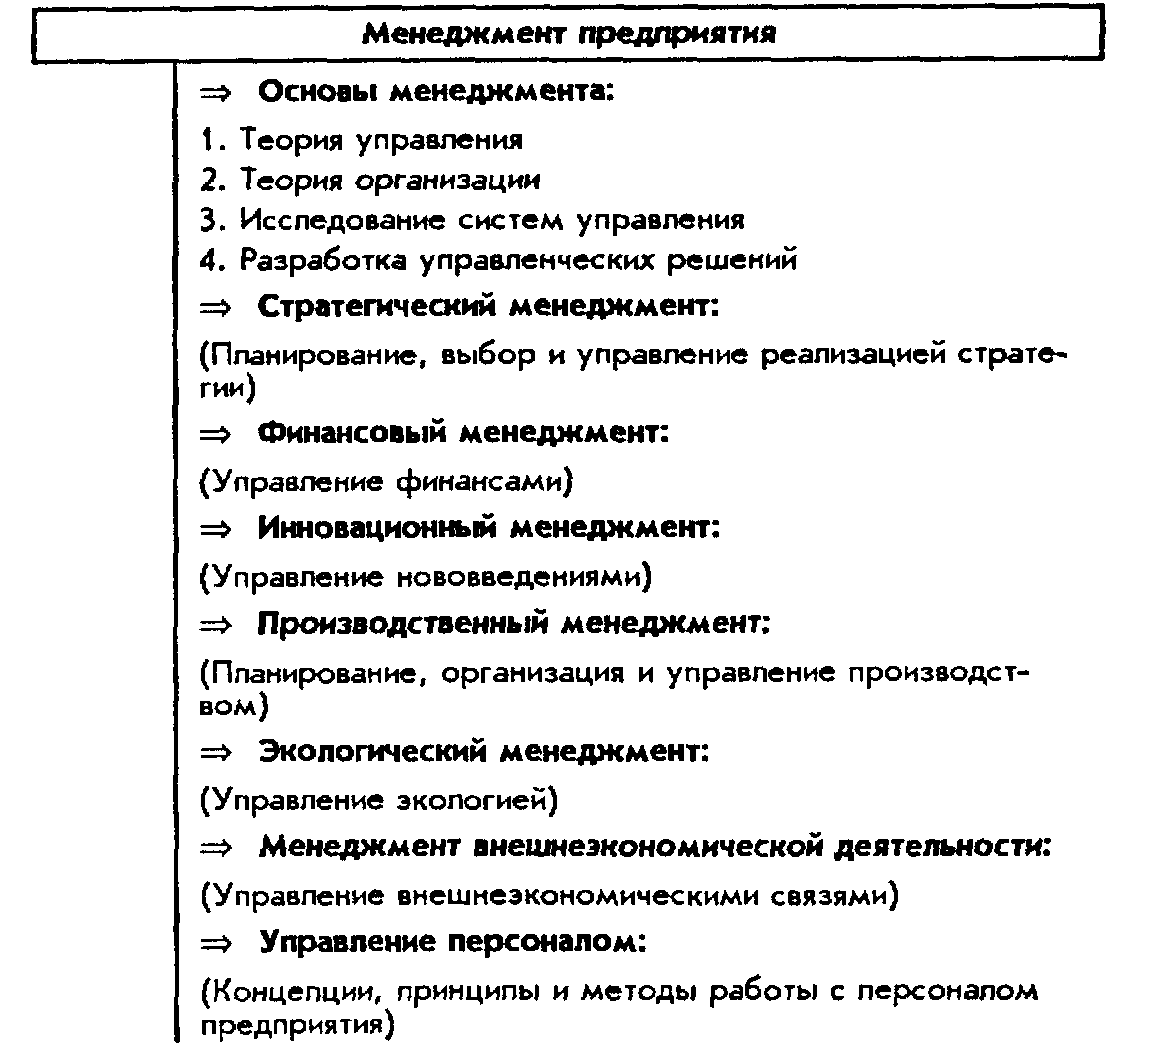 Менеджмент предприятия
⇒ Основы менеджмента:
1. Теория управления
2. Теория организации
3. Исследование систем управления
4. Разработка управленческих решений
⇒ Стратегический менеджмент:
(Планирование, выбор и управление реализацией страте-
гии)
⇒ Финансовый менеджмент:
(Управление финансами)
⇒ Инновационный менеджмент:
(Управление нововведениями)
⇒ Производственный менеджмент:
(Планирование, организация и управление производст-
вом)
⇒ Экологический менеджмент:
(Управление экологией)
⇒ Менеджмент внешнеэкономической деятельности:
(Управление внешнеэкономическими связями)
⇒ Управление персоналом:
(Концепции, принципы и методы работы с персоналом
предприятия)